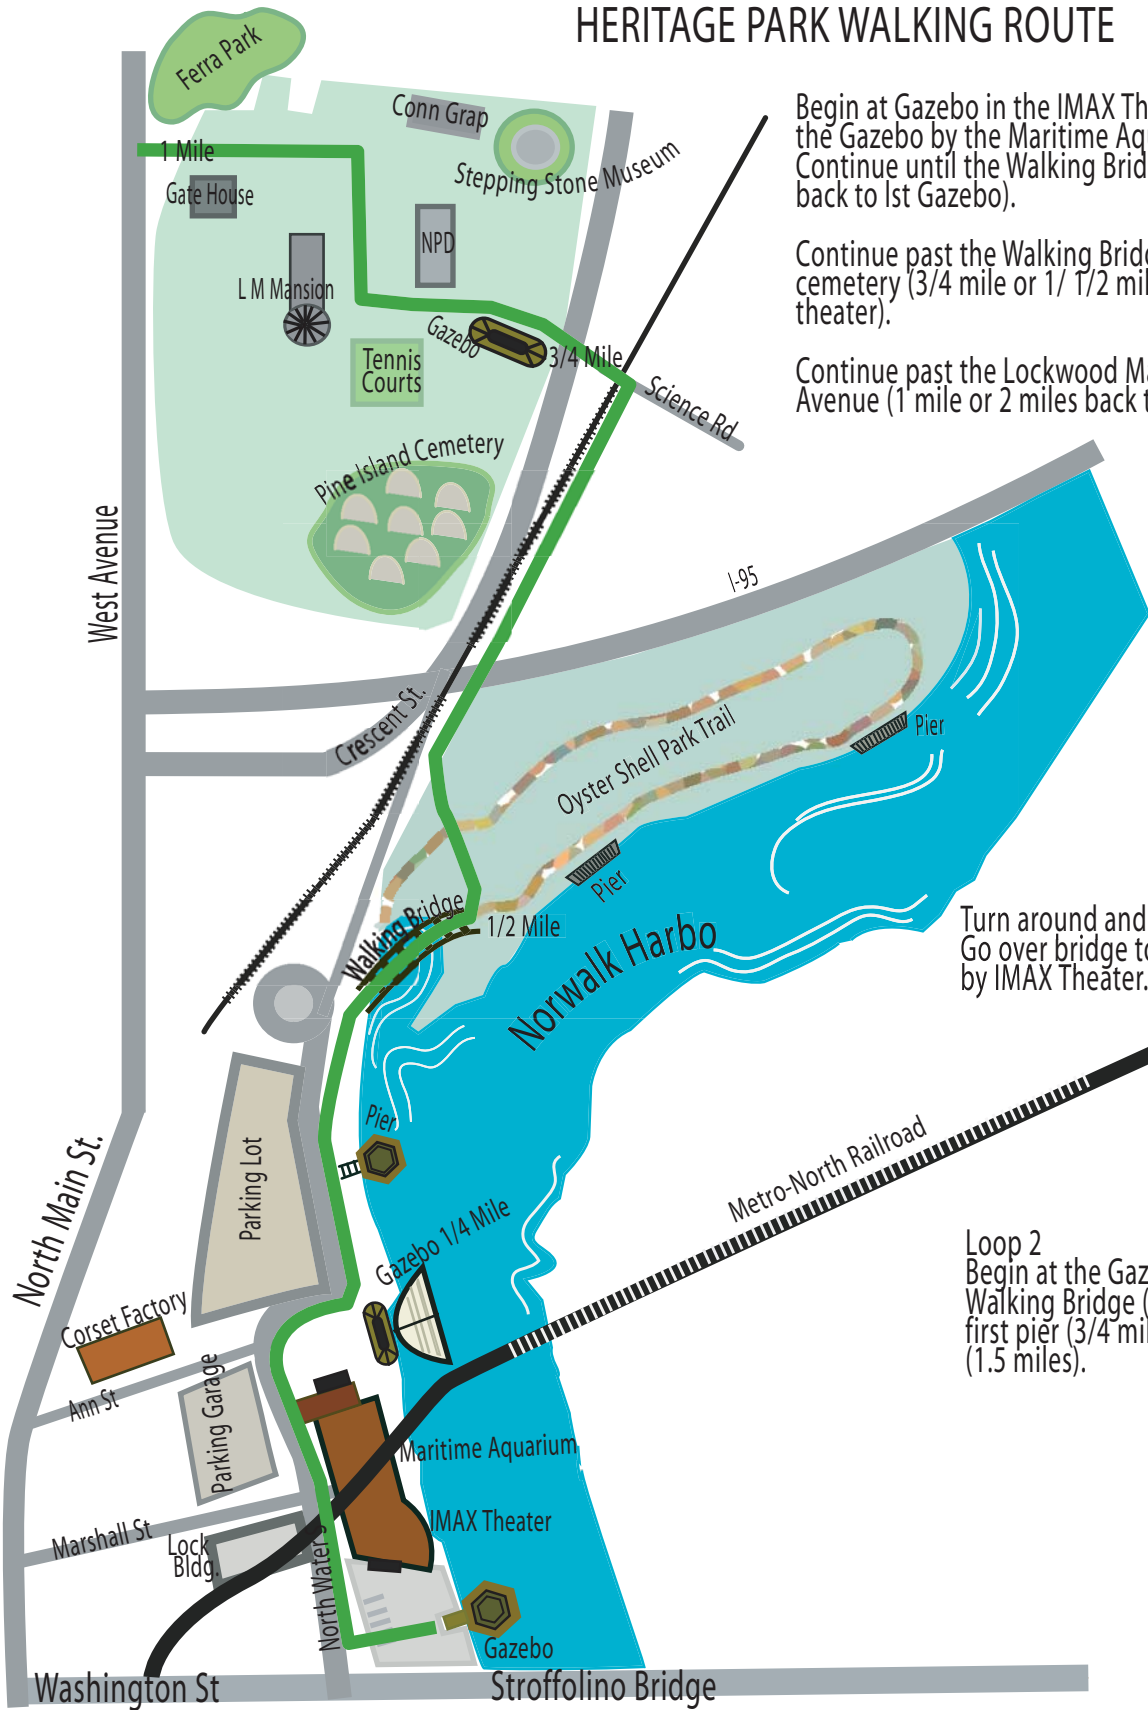 HERITAGE PARK WALKING ROUTE
Ferra Park
Conn Grap
Stepping Stone Museum
1 Mile
Gate House
NPD
L M Mansion
Gazebo
3/4 Mile
Tennis
Courts
Science Rd
Pine Island Cemetery
West Avenue
Begin at Gazebo in the IMAX Th
the Gazebo by the Maritime Aq
Continue until the Walking Brid
back to Ist Gazebo).
Continue past the Walking Bridg
cemetery (3/4 mile or 1/ 1/2 mil
theater).
Continue past the Lockwood Ma
Avenue (1 mile or 2 miles back t
I-95
Crescent St.
Oyster Shell Park Trail
Pier
Pier
Walking Bridge
1/2 Mile
Norwalk Harbo
Turn around and
Go over bridge to
by IMAX Theater.
Pier
Parking Lot
North Main St.
Metro-North Railroad
Gazebo 1/4 Mile
Loop 2
Begin at the Gaz
Walking Bridge (
first pier (3/4 mil
(1.5 miles).
Corset Factory
Ann St
Parking Garage
Maritime Aquarium
IMAX Theater
Marshall St
Lock
Bldg.
North Water S
Gazebo
Washington St
Stroffolino Bridge